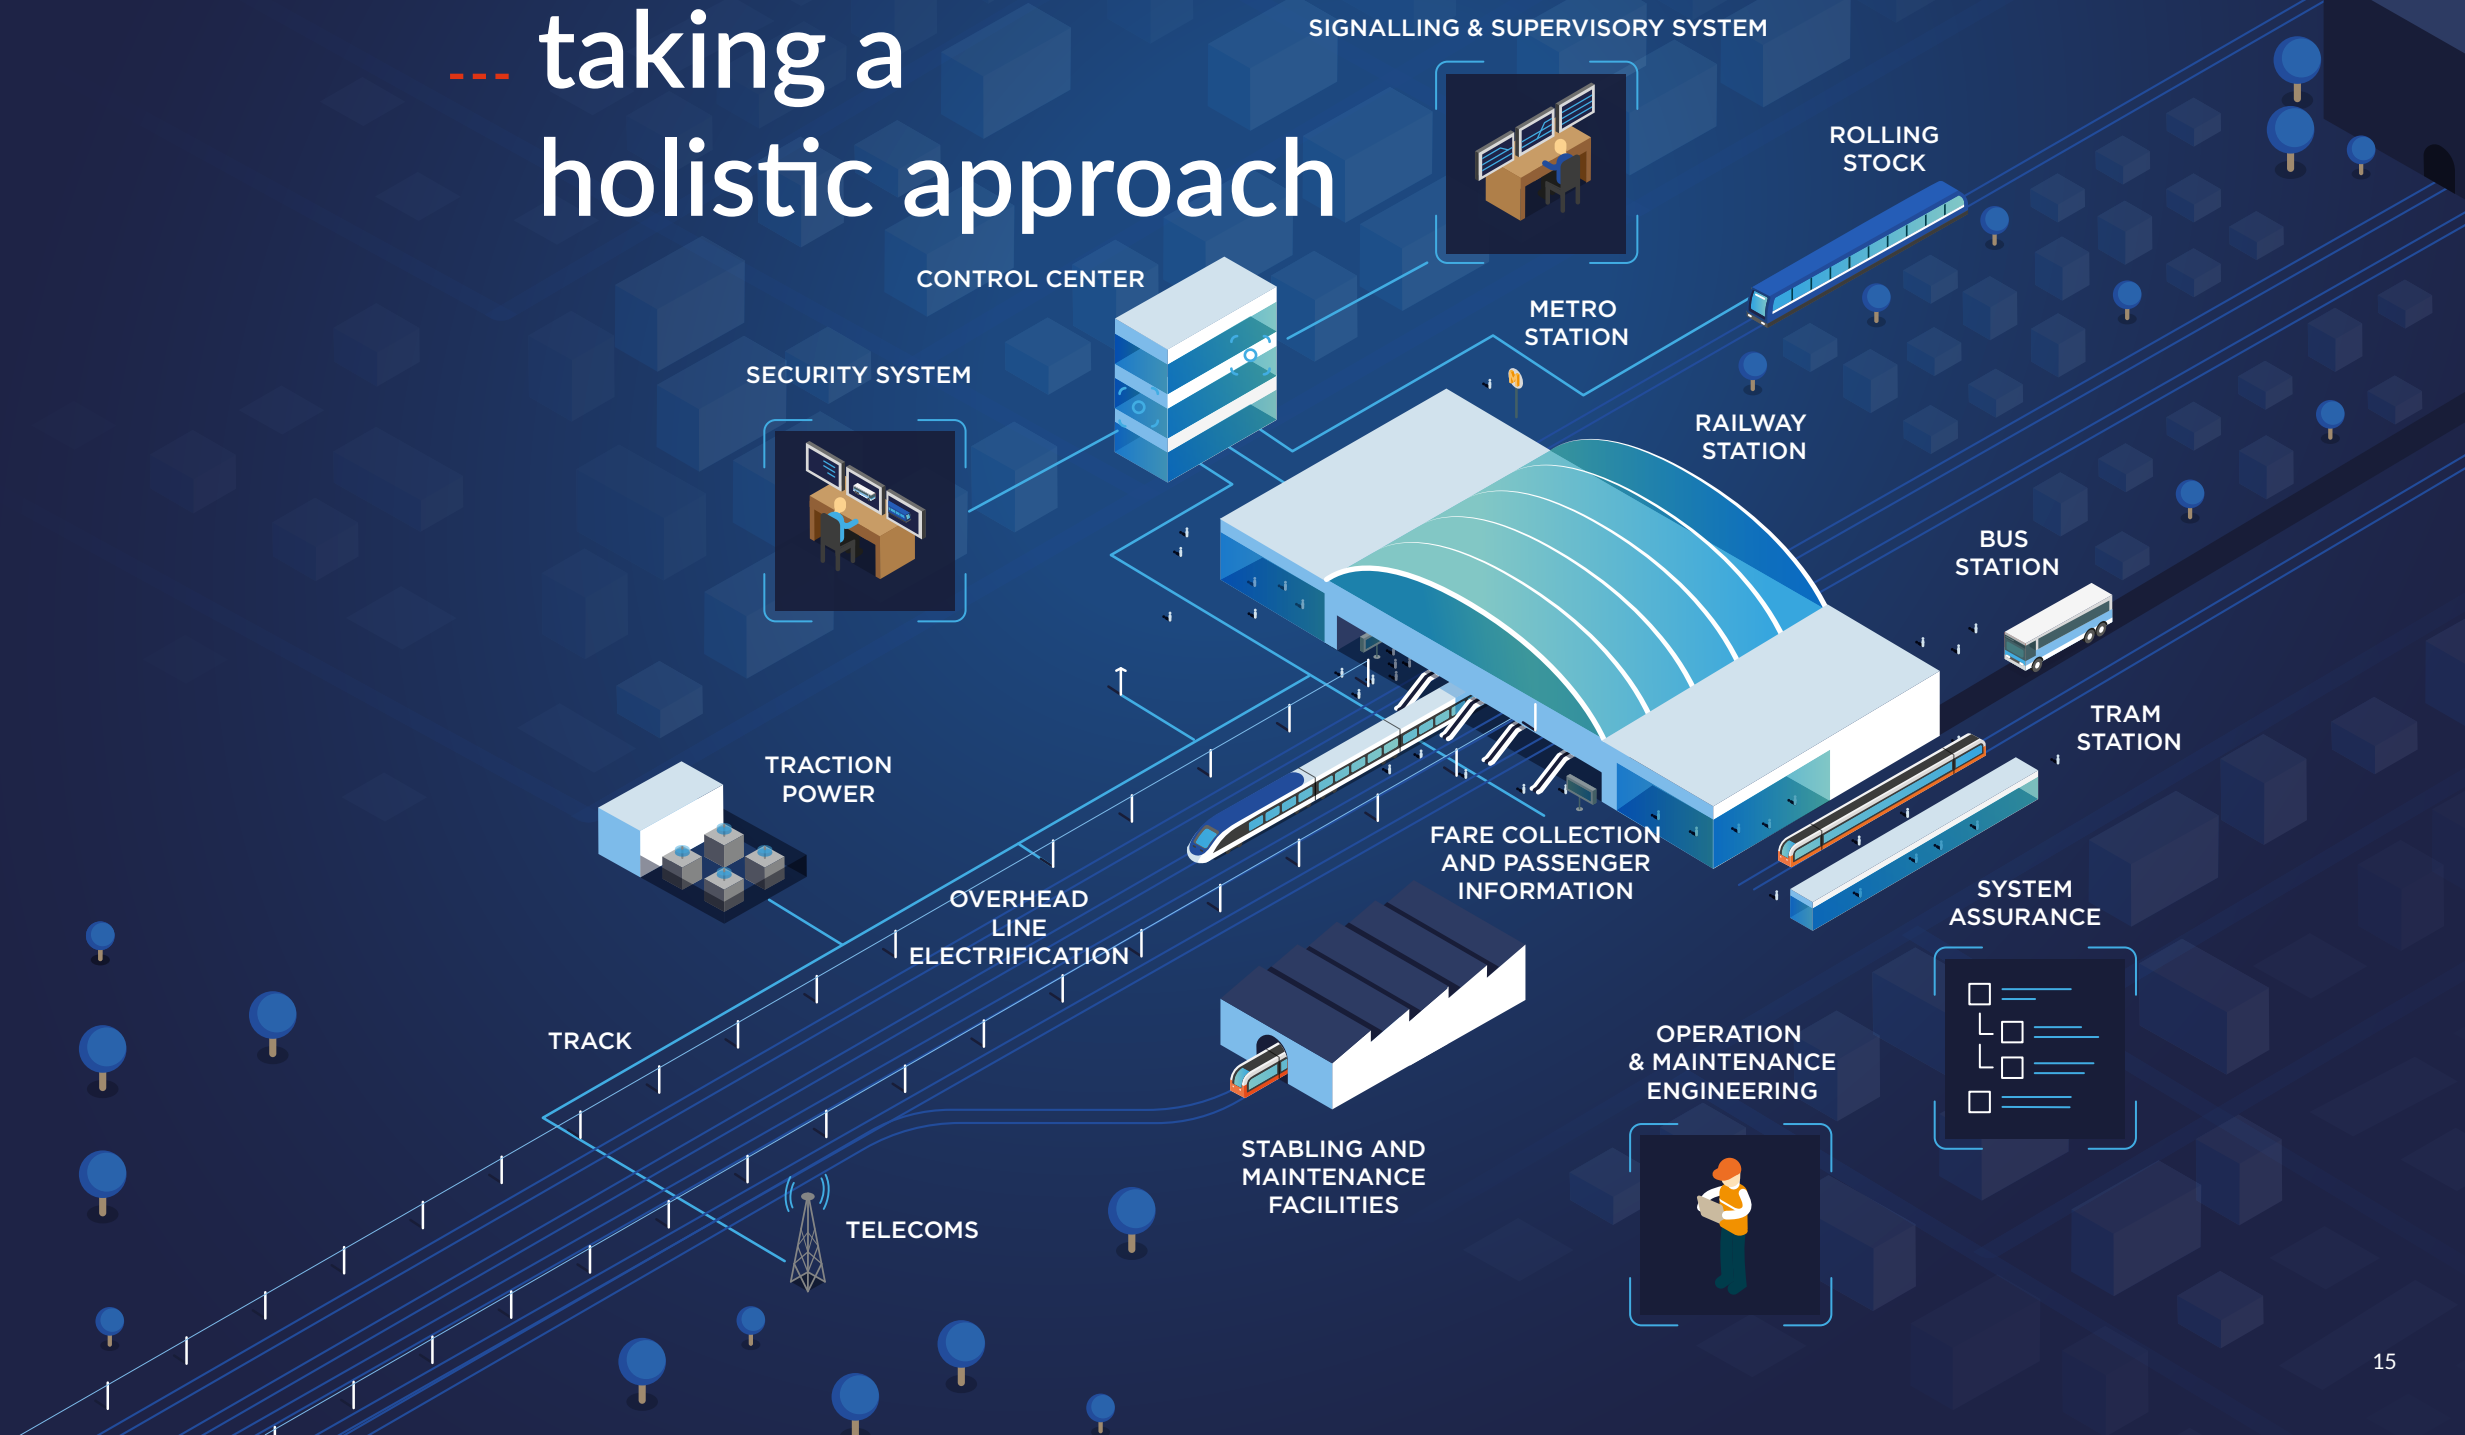 taking a
holistic approach
SIGNALLING & SUPERVISORY SYSTEM
ROLLING
STOCK
CONTROL CENTER
METRO
STATION
SECURITY SYSTEM
RAILWAY
STATION
BUS
STATION
TRAM
STATION
TRACTION
POWER
FARE COLLECTION
AND PASSENGER
INFORMATION
OVERHEAD
LINE
ELECTRIFICATION
SYSTEM
ASSURANCE
TRACK
OPERATION
& MAINTENANCE
ENGINEERING
STABLING AND
MAINTENANCE
FACILITIES
TELECOMS
15